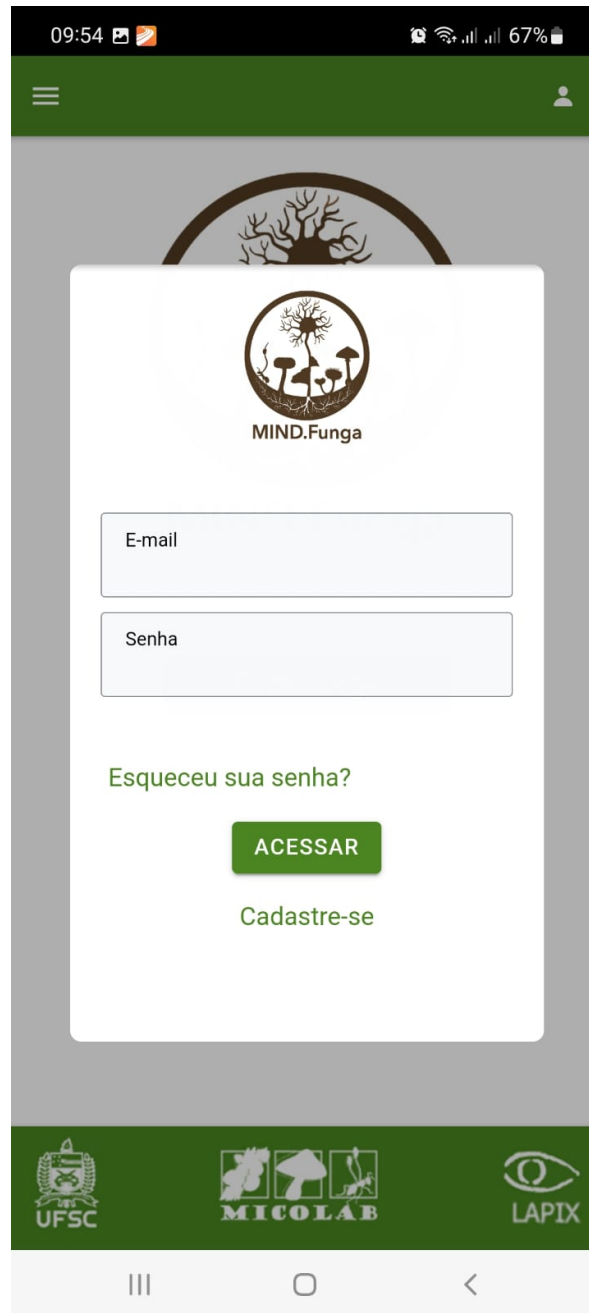 09:54
67%
MIND.Funga
E-mail
Senha
Esqueceu sua senha?
ACESSAR
Cadastre-se
UFSC
MICOLAB
LAPIX